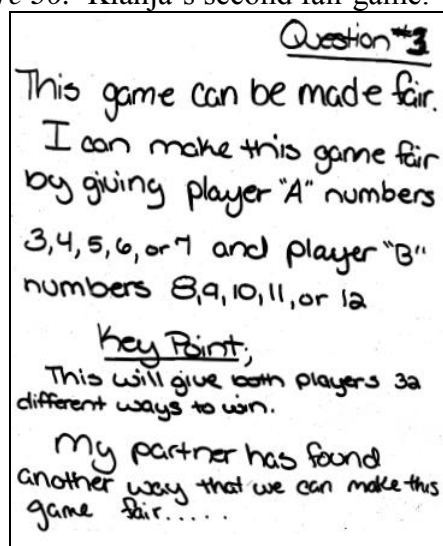 second fair game.
Question #3
This game can be made fair.
I can make this game fair
by giving player "A" numbers
3,4,5,6, or 7 and player "B"
numbers 8,9,10,11, or 12
Key Point;
This will give both players 32
different ways to win.
My partner has found
another way that we can make this
game fair.....